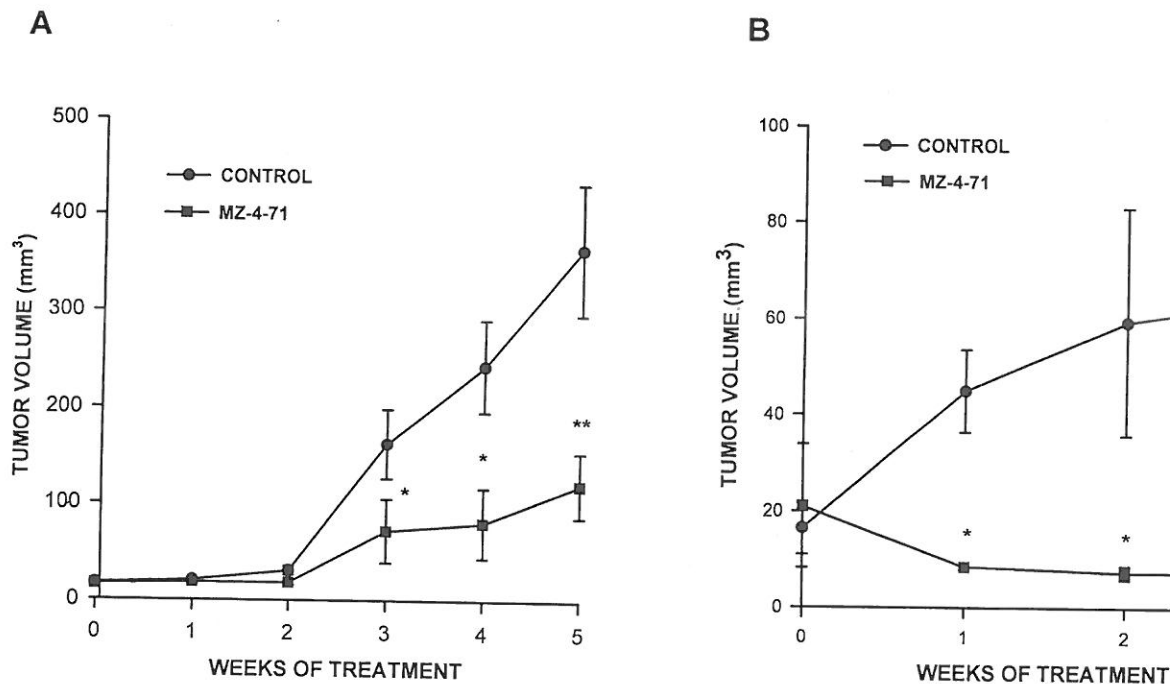 A
TUMOR VOLUME (mm³)
500
400
300
200
100
0
CONTROL
MZ-4-71
*
*
**
0 1 2 3 4 5
WEEKS OF TREATMENT
B
TUMOR VOLUME.(mm³)
100
80
60
40
20
0
CONTROL
MZ-4-71
*
*
0 1 2
WEEKS OF TREATMENT